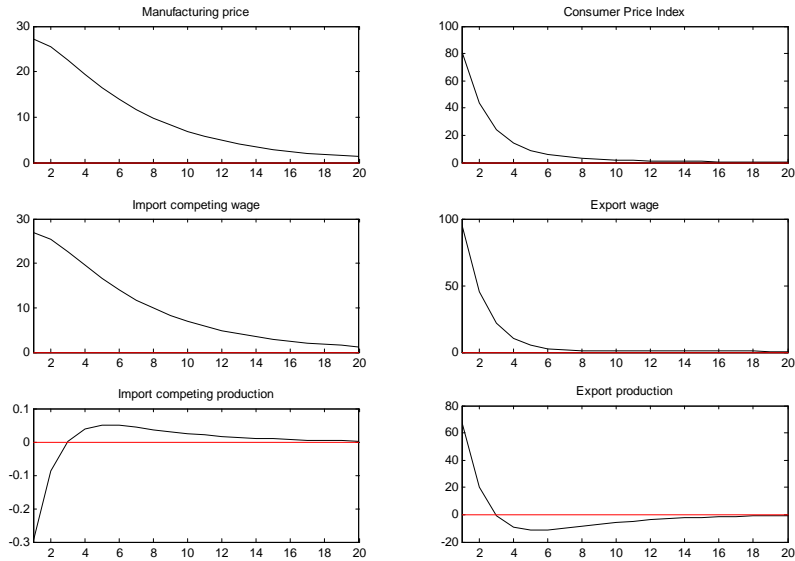 Manufacturing price
30
20
10
0
2 4 6 8 10 12 14 16 18 20
Consumer Price Index
100
80
60
40
20
0
2 4 6 8 10 12 14 16 18 20
Import competing wage
30
20
10
0
2 4 6 8 10 12 14 16 18 20
Export wage
100
50
0
2 4 6 8 10 12 14 16 18 20
Import competing production
0.1
0
-0.1
-0.2
-0.3
2 4 6 8 10 12 14 16 18 20
Export production
80
60
40
20
0
-20
2 4 6 8 10 12 14 16 18 20